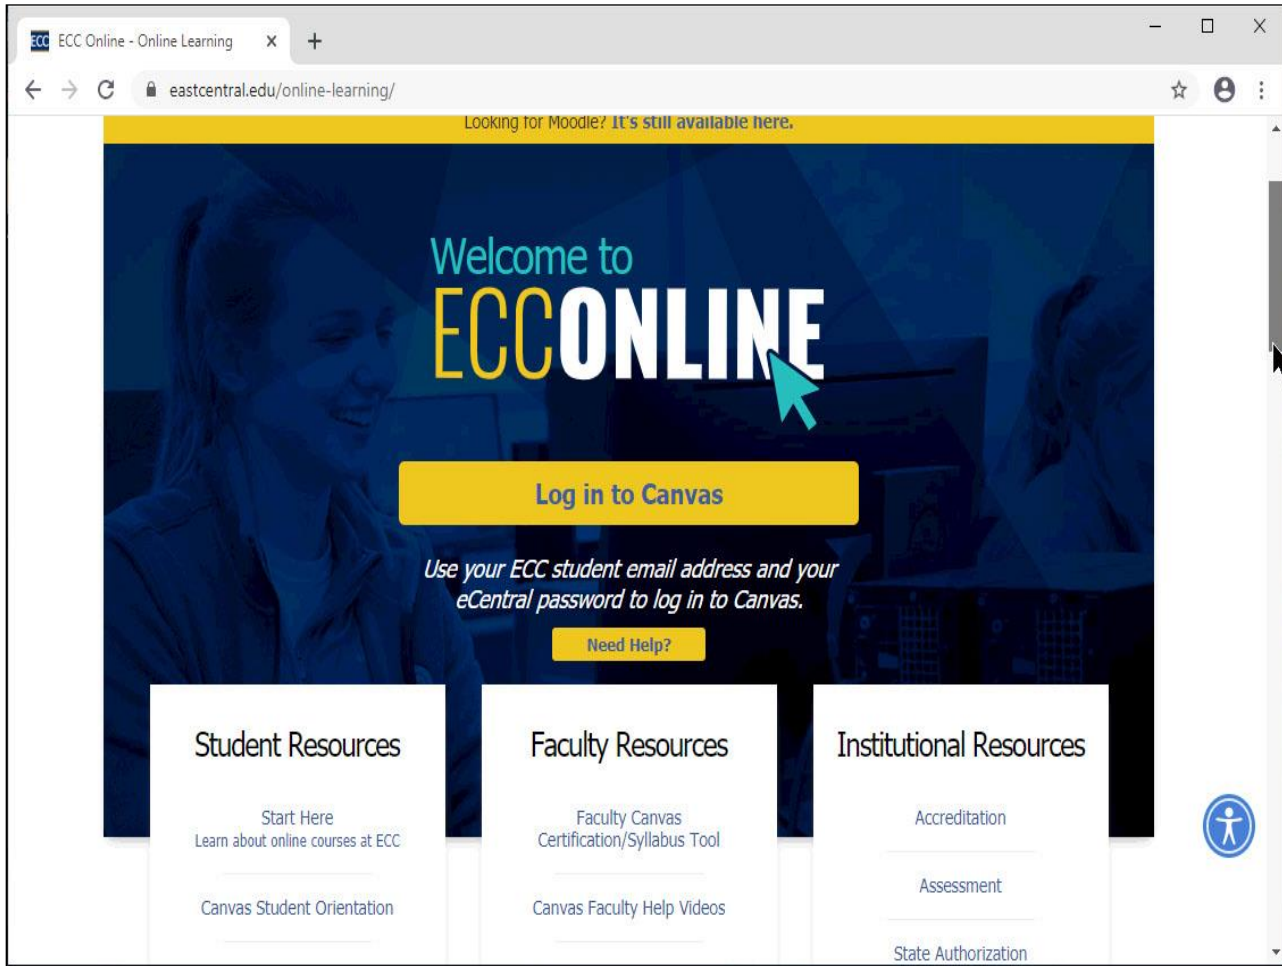 ECC
ECC Online - Online Learning
eastcentral.edu/online-learning/
Looking for Moodle? It's still available here.
Welcome to
ECCONLINE
Log in to Canvas
Use your ECC student email address and your
eCentral password to log in to Canvas.
Need Help?
Student Resources
Start Here
Learn about online courses at ECC
Canvas Student Orientation
Faculty Resources
Faculty Canvas
Certification/Syllabus Tool
Canvas Faculty Help Videos
Institutional Resources
Accreditation
Assessment
State Authorization